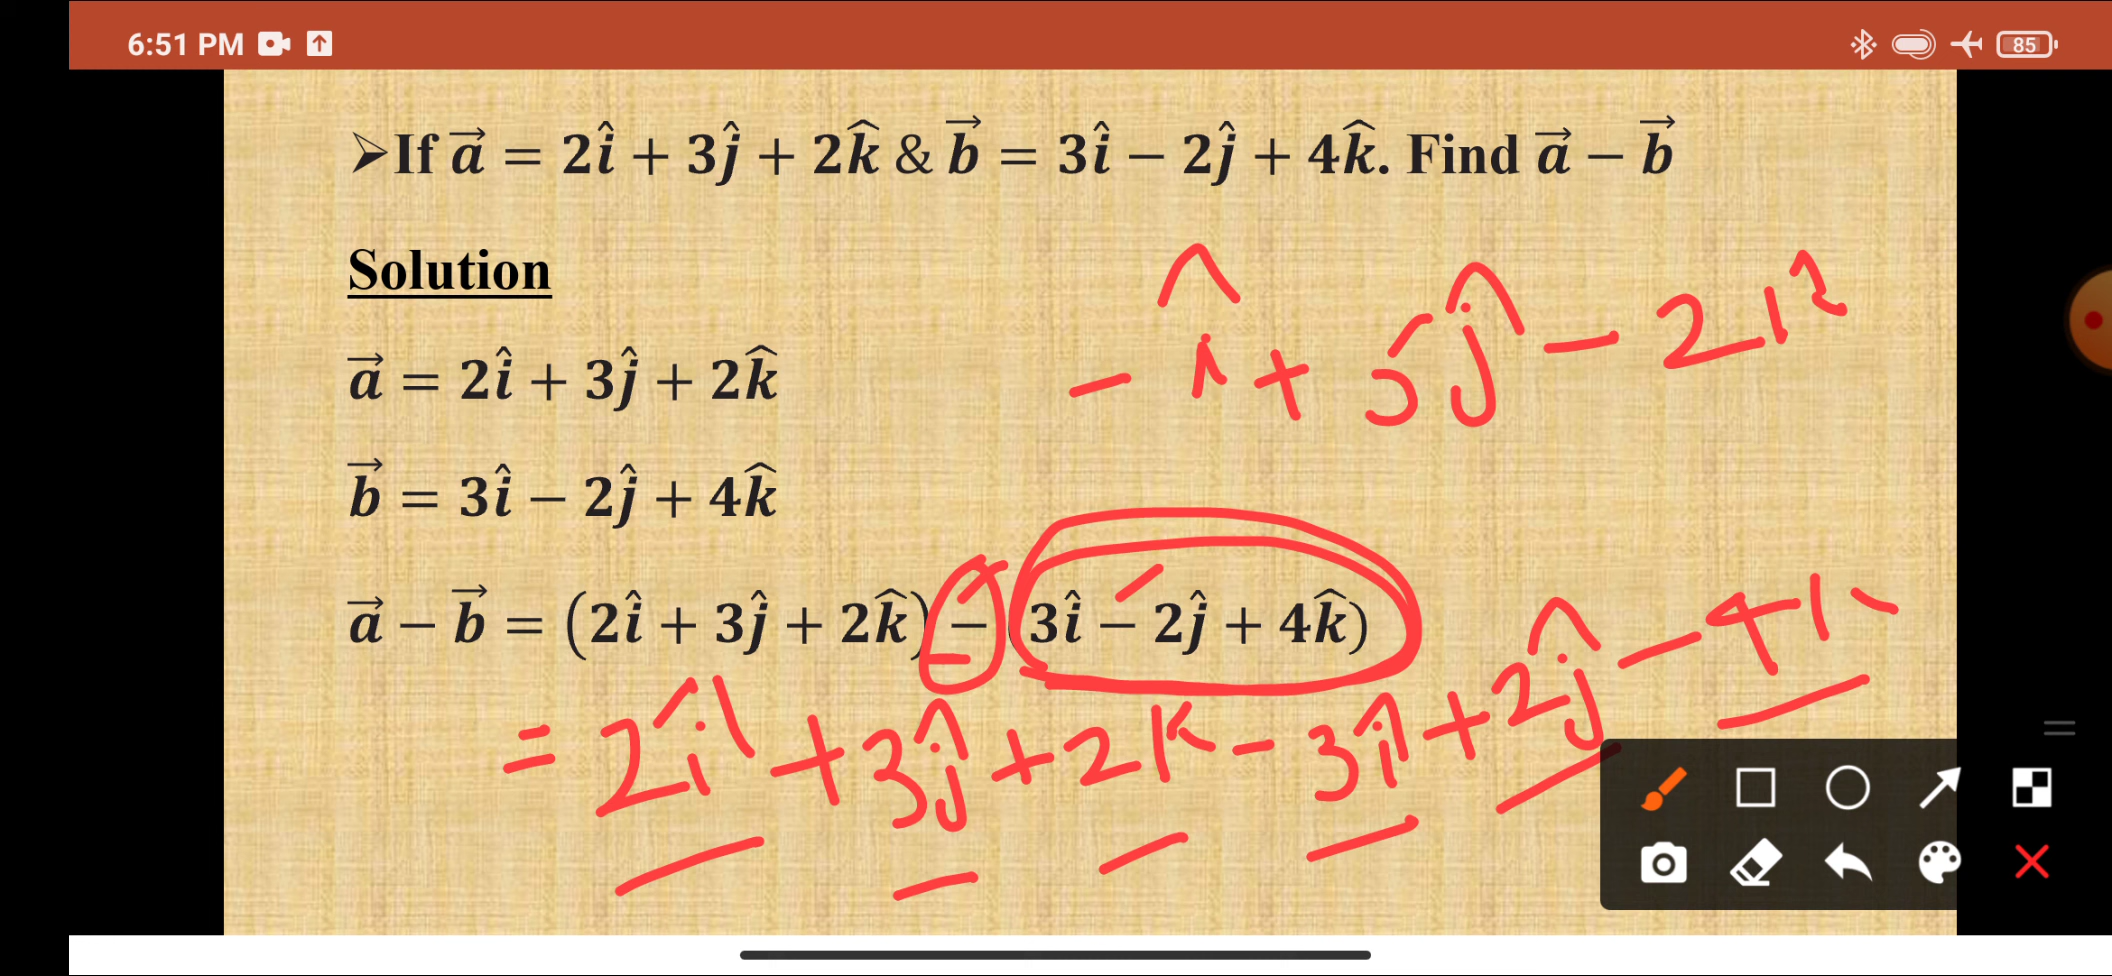 6:51 PM 85
➢If a⃗ = 2î + 3ĵ + 2k̂ & b⃗ = 3î − 2ĵ + 4k̂. Find a⃗ − b⃗
Solution
− î + 5ĵ − 2k̂
a⃗ = 2î + 3ĵ + 2k̂
b⃗ = 3î − 2ĵ + 4k̂
a⃗ − b⃗ = (2î + 3ĵ + 2k̂) − (3î − 2ĵ + 4k̂)
= 2î + 3ĵ + 2k − 3î + 2ĵ − 4k